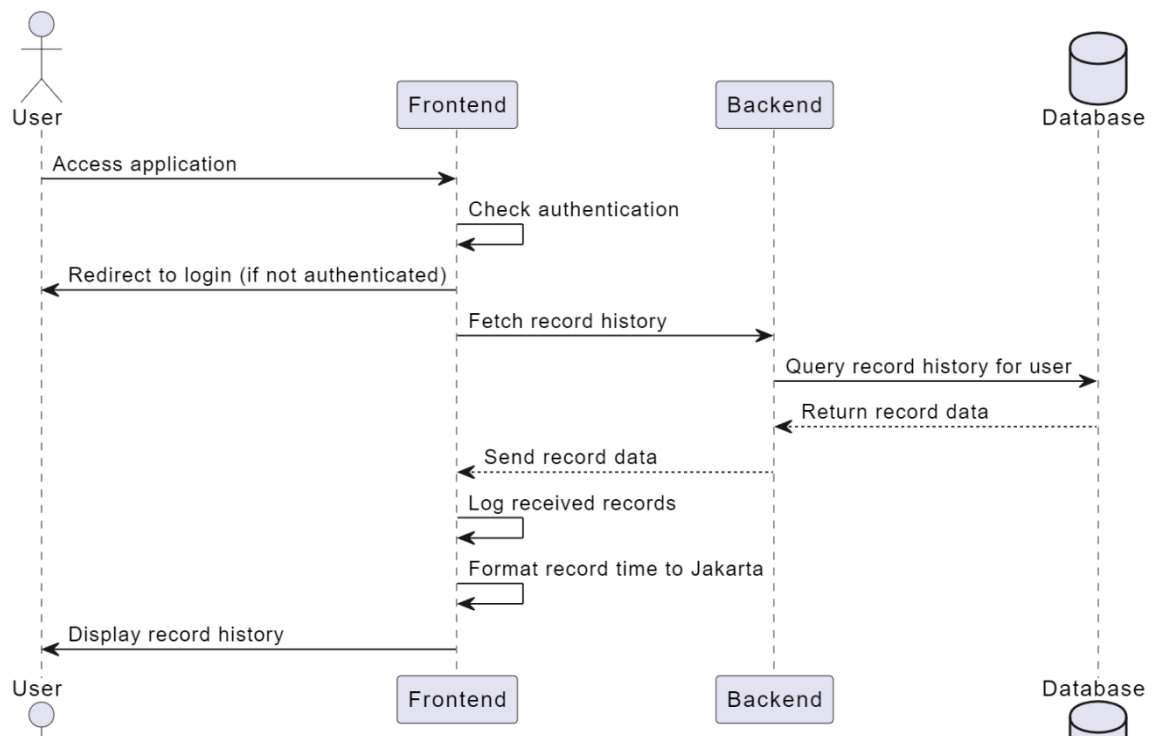 User
Frontend
Backend
Database
Access application
Check authentication
Redirect to login (if not authenticated)
Fetch record history
Query record history for user
Return record data
Send record data
Log received records
Format record time to Jakarta
Display record history
User
Frontend
Backend
Database